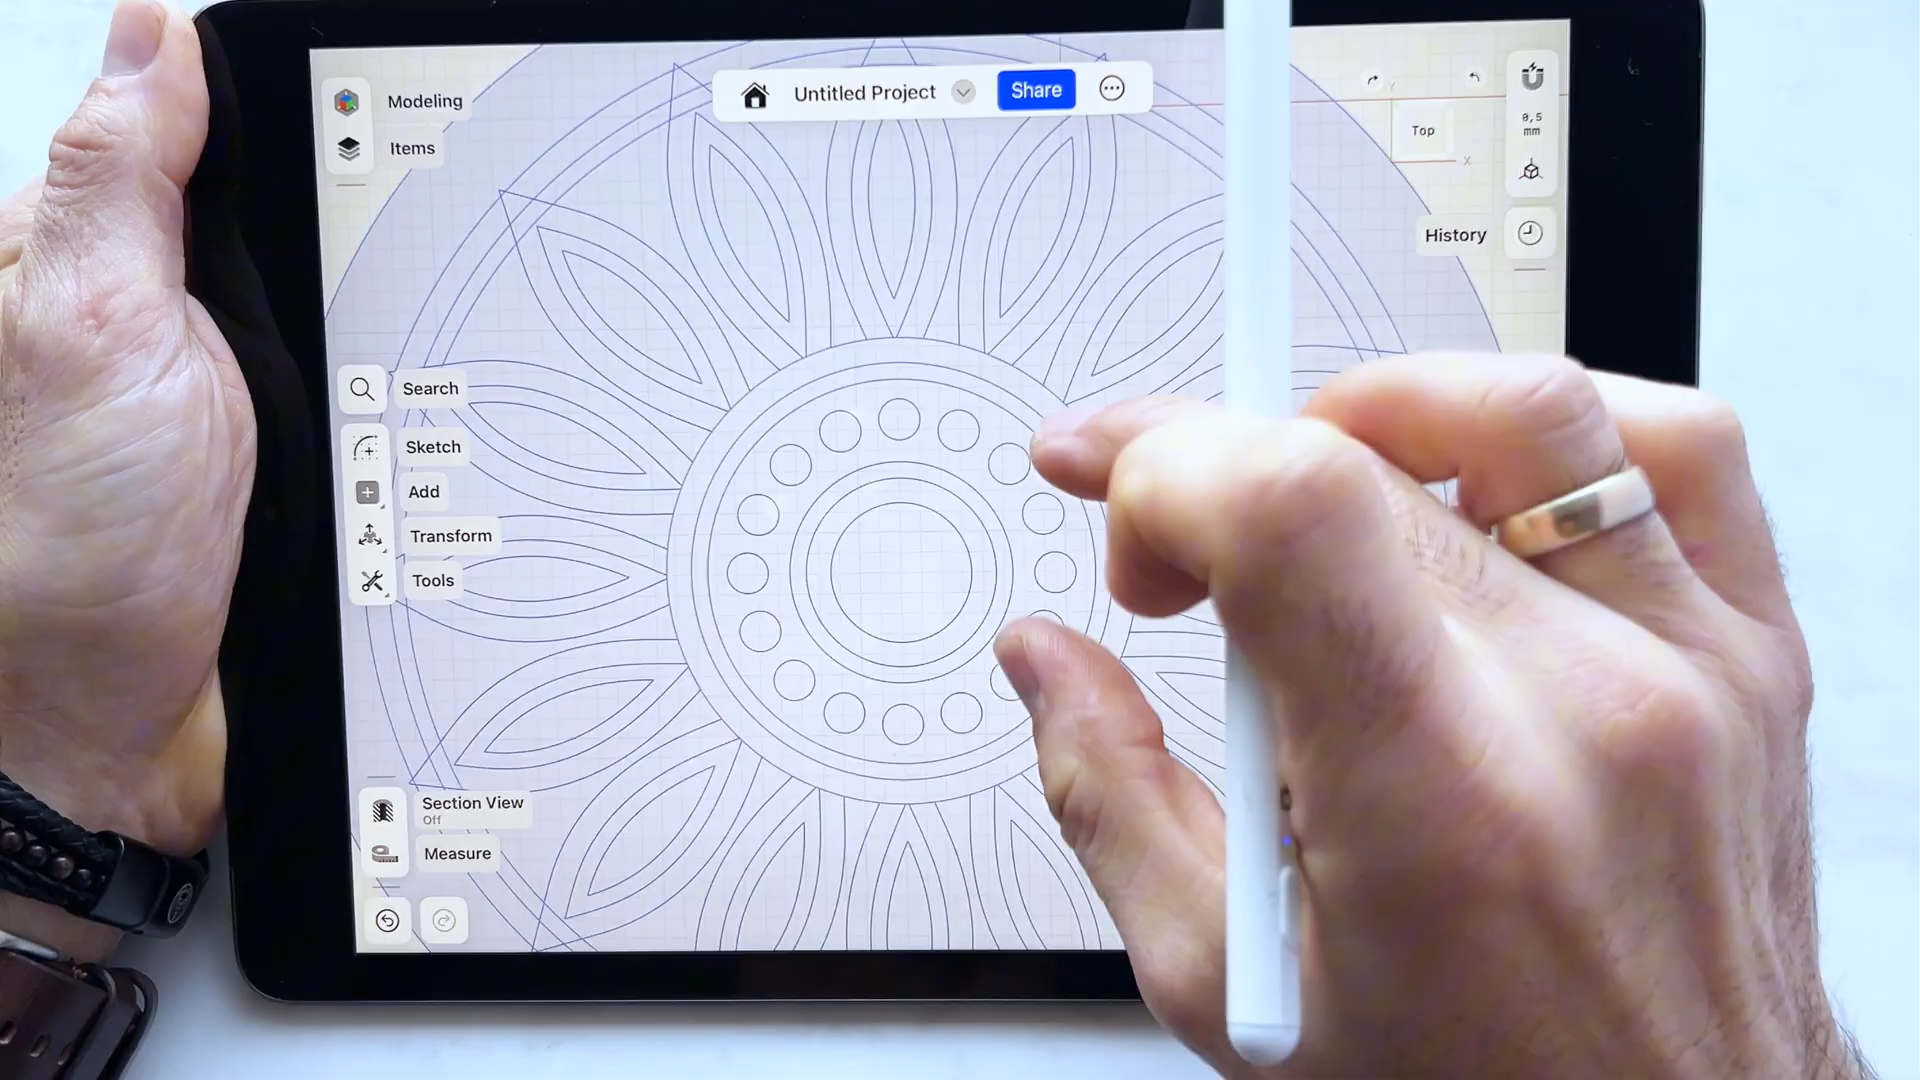 Modeling
Items
Untitled Project
Share
Y
Top
X
0,5
mm
History
Search
Sketch
Add
Transform
Tools
Section View
Off
Measure